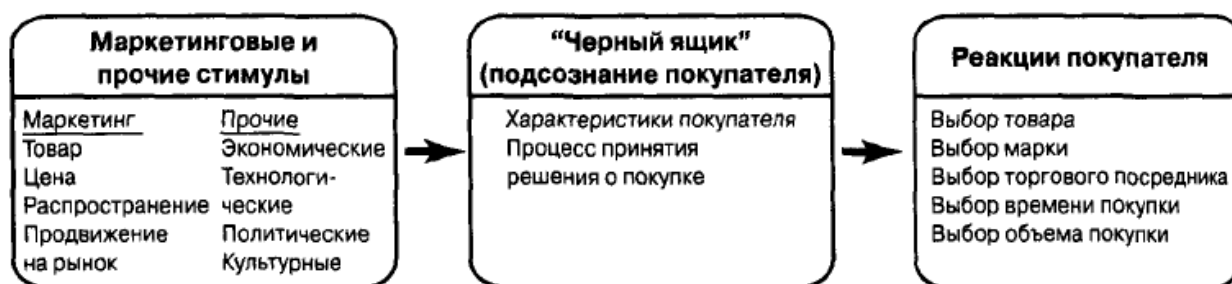 Маркетинговые и
прочие стимулы
Маркетинг Прочие
Товар Экономические
Цена Технологи-
Распространение ческие
Продвижение Политические
на рынок Культурные
“Черный ящик”
(подсознание покупателя)
Характеристики покупателя
Процесс принятия
решения о покупке
Реакции покупателя
Выбор товара
Выбор марки
Выбор торгового посредника
Выбор времени покупки
Выбор объема покупки